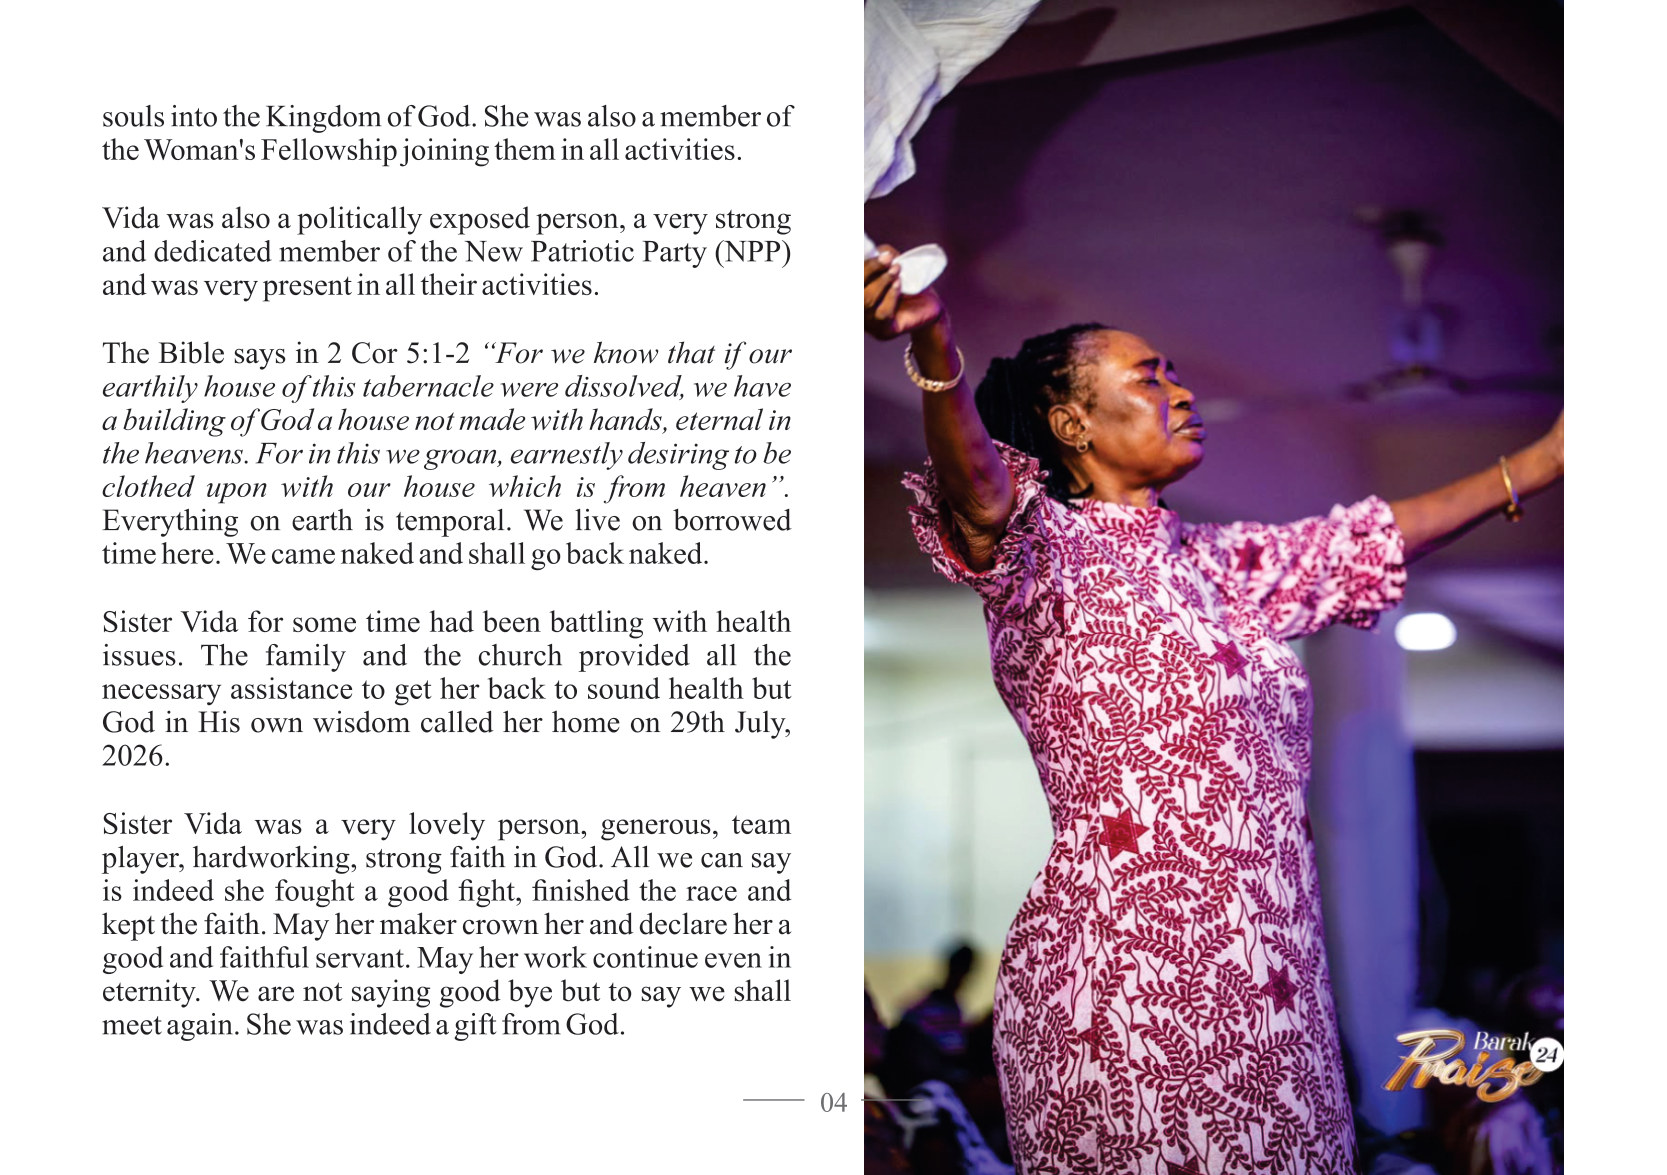 souls into the Kingdom of God. She was also a member of
the Woman's Fellowship joining them in all activities.
Vida was also a politically exposed person, a very strong
and dedicated member of the New Patriotic Party (NPP)
and was very present in all their activities.
The Bible says in 2 Cor 5:1-2 “For we know that if our
earthily house of this tabernacle were dissolved, we have
a building of God a house not made with hands, eternal in
the heavens. For in this we groan, earnestly desiring to be
clothed upon with our house which is from heaven”.
Everything on earth is temporal. We live on borrowed
time here. We came naked and shall go back naked.
Sister Vida for some time had been battling with health
issues. The family and the church provided all the
necessary assistance to get her back to sound health but
God in His own wisdom called her home on 29th July,
2026.
Sister Vida was a very lovely person, generous, team
player, hardworking, strong faith in God. All we can say
is indeed she fought a good fight, finished the race and
kept the faith. May her maker crown her and declare her a
good and faithful servant. May her work continue even in
eternity. We are not saying good bye but to say we shall
meet again. She was indeed a gift from God.
04
Barak
Praise
24